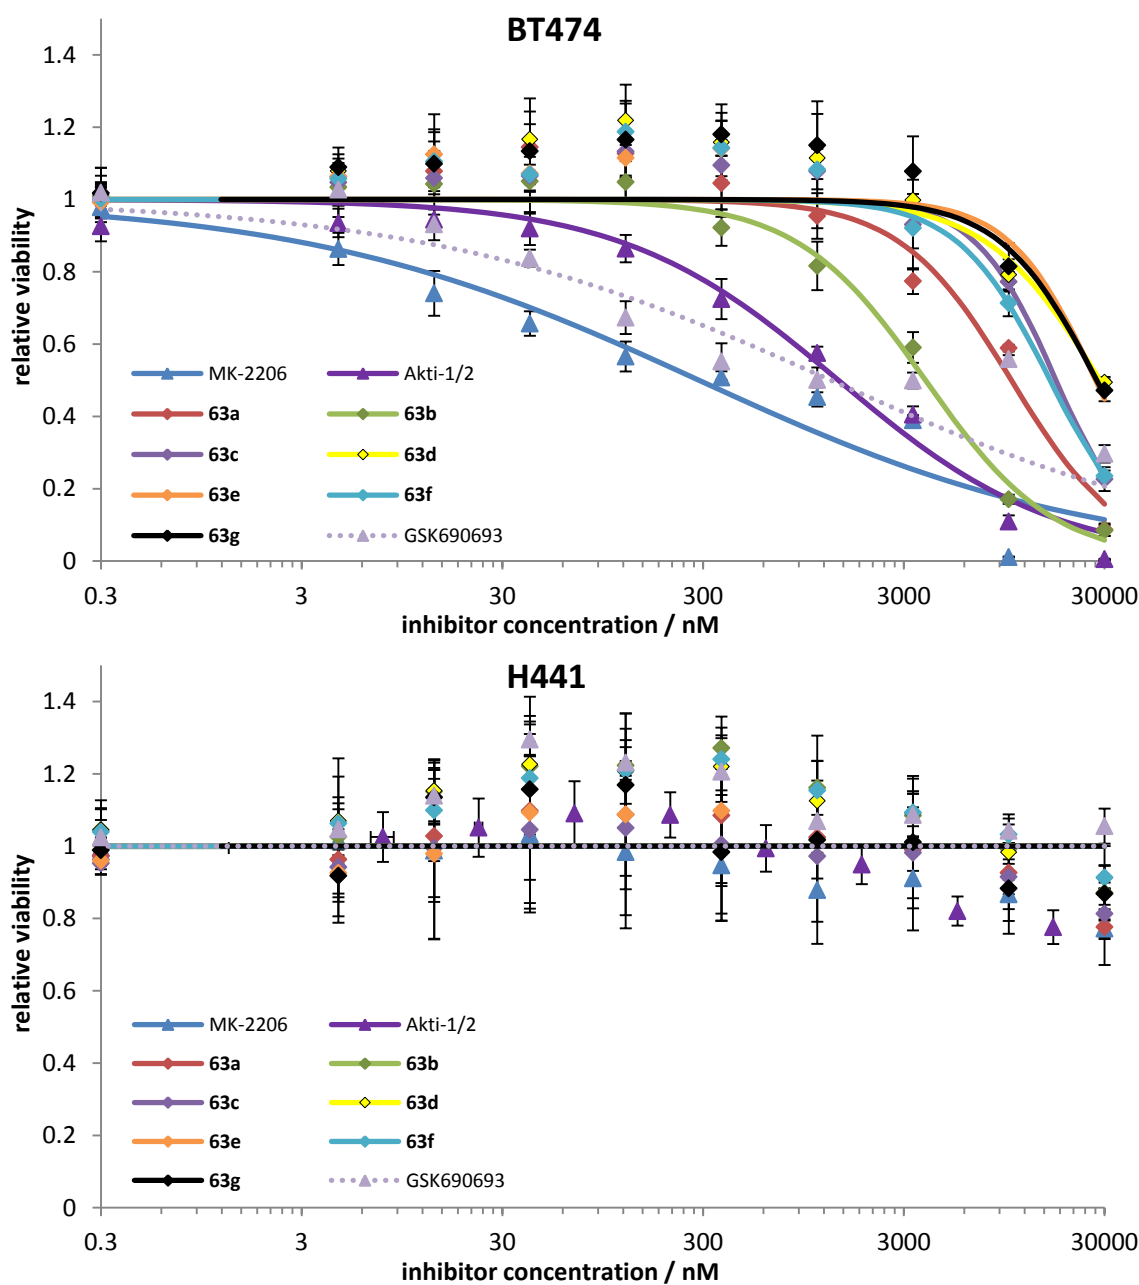 BT474
1.4
1.2
1
0.8
0.6
0.4
0.2
0
relative viability
MK-2206 Akti-1/2
63a 63b
63c 63d
63e 63f
63g GSK690693
0.3 3 30 300 3000 30000
inhibitor concentration / nM
H441
1.4
1.2
1
0.8
0.6
0.4
0.2
0
relative viability
MK-2206 Akti-1/2
63a 63b
63c 63d
63e 63f
63g GSK690693
0.3 3 30 300 3000 30000
inhibitor concentration / nM